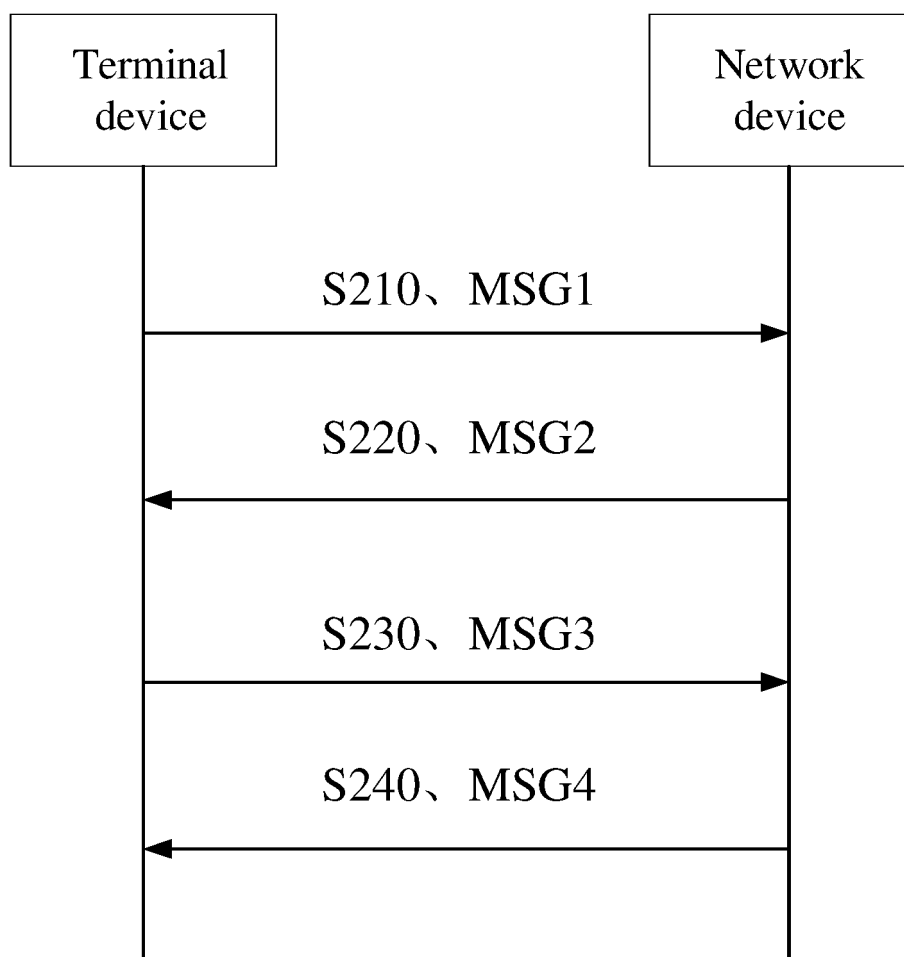 Terminal
device
Network
device
S210、MSG1
S220、MSG2
S230、MSG3
S240、MSG4